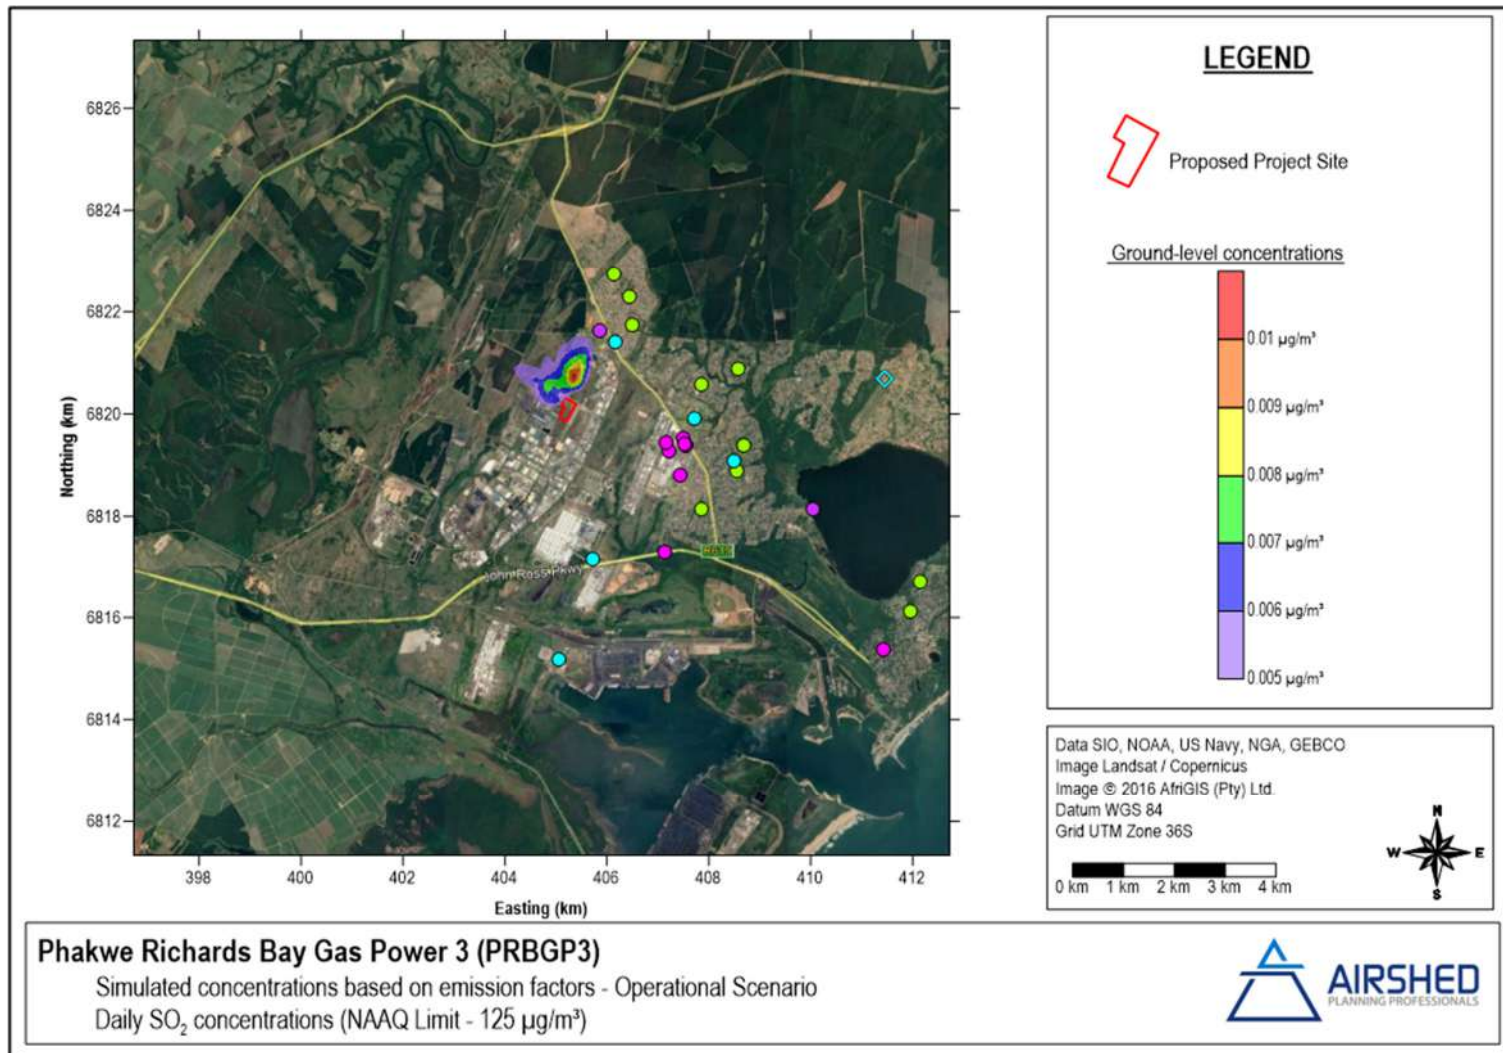 LEGEND
Proposed Project Site
Ground-level concentrations
0.01 µg/m³
0.009 µg/m³
0.008 µg/m³
0.007 µg/m³
0.006 µg/m³
0.005 µg/m³
6826
6824
6822
6820
6818
6816
6814
6812
Northing (km)
John Ross Pkwy
398
400
402
404
406
408
410
412
Easting (km)
Data SIO, NOAA, US Navy, NGA, GEBCO
Image Landsat / Copernicus
Image © 2016 AfriGIS (Pty) Ltd.
Datum WGS 84
Grid UTM Zone 36S
N
W E
S
0 km 1 km 2 km 3 km 4 km
Phakwe Richards Bay Gas Power 3 (PRBGP3)
Simulated concentrations based on emission factors - Operational Scenario
Daily SO₂ concentrations (NAAQ Limit - 125 µg/m³)
AIRSHED
PLANNING PROFESSIONALS